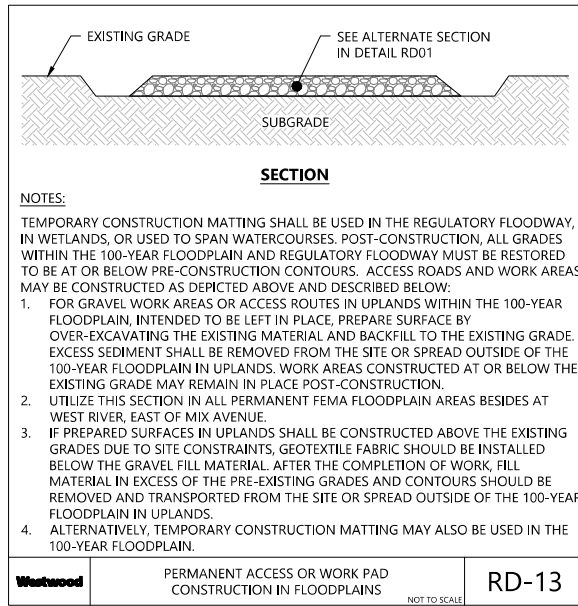 EXISTING GRADE
SEE ALTERNATE SECTION
IN DETAIL RD01
SUBGRADE
SECTION
NOTES:
TEMPORARY CONSTRUCTION MATTING SHALL BE USED IN THE REGULATORY FLOODWAY,
IN WETLANDS, OR USED TO SPAN WATERCOURSES. POST-CONSTRUCTION, ALL GRADES
WITHIN THE 100-YEAR FLOODPLAIN AND REGULATORY FLOODWAY MUST BE RESTORED
TO BE AT OR BELOW PRE-CONSTRUCTION CONTOURS. ACCESS ROADS AND WORK AREAS
MAY BE CONSTRUCTED AS DEPICTED ABOVE AND DESCRIBED BELOW:
1. FOR GRAVEL WORK AREAS OR ACCESS ROUTES IN UPLANDS WITHIN THE 100-YEAR
FLOODPLAIN, INTENDED TO BE LEFT IN PLACE, PREPARE SURFACE BY
OVER-EXCAVATING THE EXISTING MATERIAL AND BACKFILL TO THE EXISTING GRADE.
EXCESS SEDIMENT SHALL BE REMOVED FROM THE SITE OR SPREAD OUTSIDE OF THE
100-YEAR FLOODPLAIN IN UPLANDS. WORK AREAS CONSTRUCTED AT OR BELOW THE
EXISTING GRADE MAY REMAIN IN PLACE POST-CONSTRUCTION.
2. UTILIZE THIS SECTION IN ALL PERMANENT FEMA FLOODPLAIN AREAS BESIDES AT
WEST RIVER, EAST OF MIX AVENUE.
3. IF PREPARED SURFACES IN UPLANDS SHALL BE CONSTRUCTED ABOVE THE EXISTING
GRADES DUE TO SITE CONSTRAINTS, GEOTEXTILE FABRIC SHOULD BE INSTALLED
BELOW THE GRAVEL FILL MATERIAL. AFTER THE COMPLETION OF WORK, FILL
MATERIAL IN EXCESS OF THE PRE-EXISTING GRADES AND CONTOURS SHOULD BE
REMOVED AND TRANSPORTED FROM THE SITE OR SPREAD OUTSIDE OF THE 100-YEAR
FLOODPLAIN IN UPLANDS.
4. ALTERNATIVELY, TEMPORARY CONSTRUCTION MATTING MAY ALSO BE USED IN THE
100-YEAR FLOODPLAIN.
Westwood
PERMANENT ACCESS OR WORK PAD
CONSTRUCTION IN FLOODPLAINS
NOT TO SCALE
RD-13